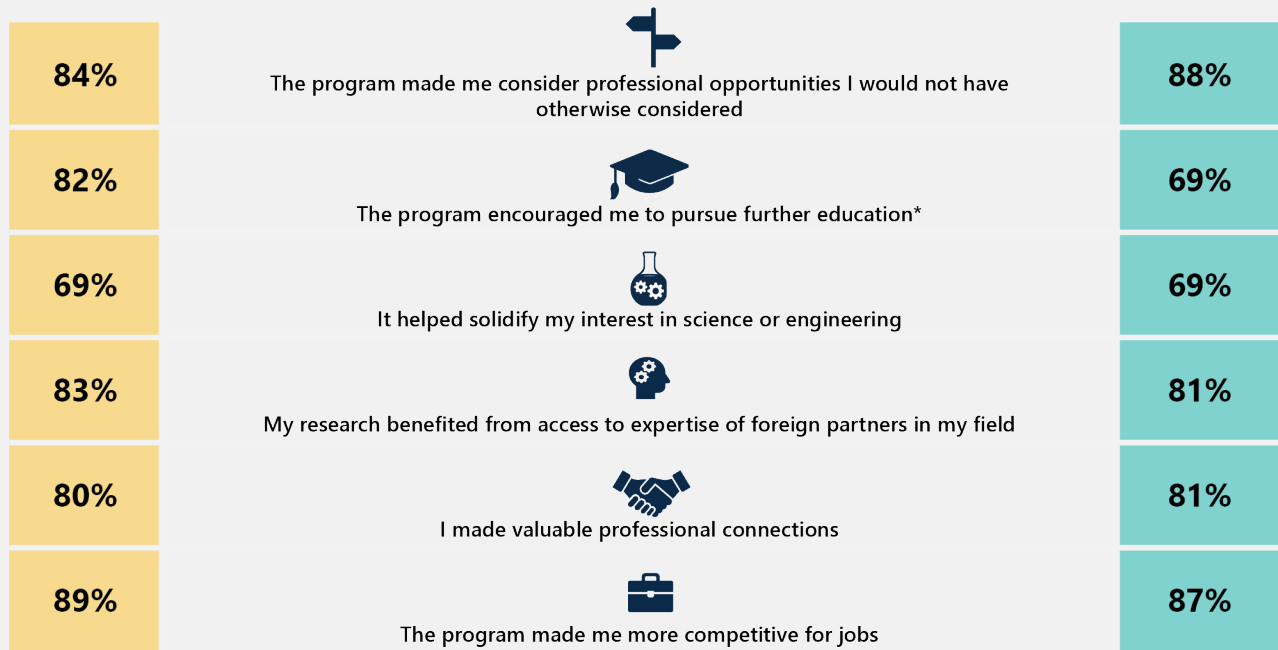 84%
The program made me consider professional opportunities I would not have
otherwise considered
88%
82%
The program encouraged me to pursue further education*
69%
69%
It helped solidify my interest in science or engineering
69%
83%
My research benefited from access to expertise of foreign partners in my field
81%
80%
I made valuable professional connections
81%
89%
The program made me more competitive for jobs
87%